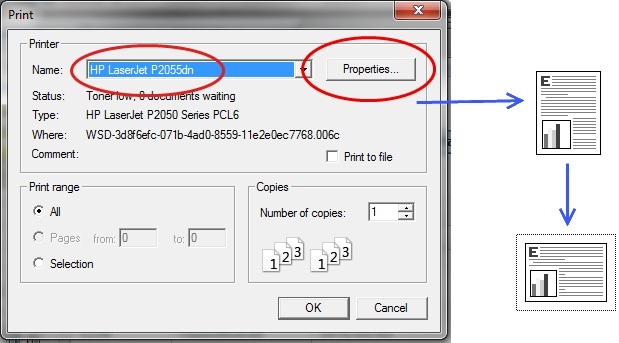 Print
Printer
Name: HP LaserJet P2055dn Properties...
Status: Toner low, 0 documents waiting
Type: HP LaserJet P2050 Series PCL6
Where: WSD-3d8f6efc-071b-4ad0-8559-11e2e0ec7768.006c
Comment: Print to file
Print range
All
Pages from: 0 to: 0
Selection
Copies
Number of copies: 1
1 2 3 1 2 3
OK Cancel
E
E